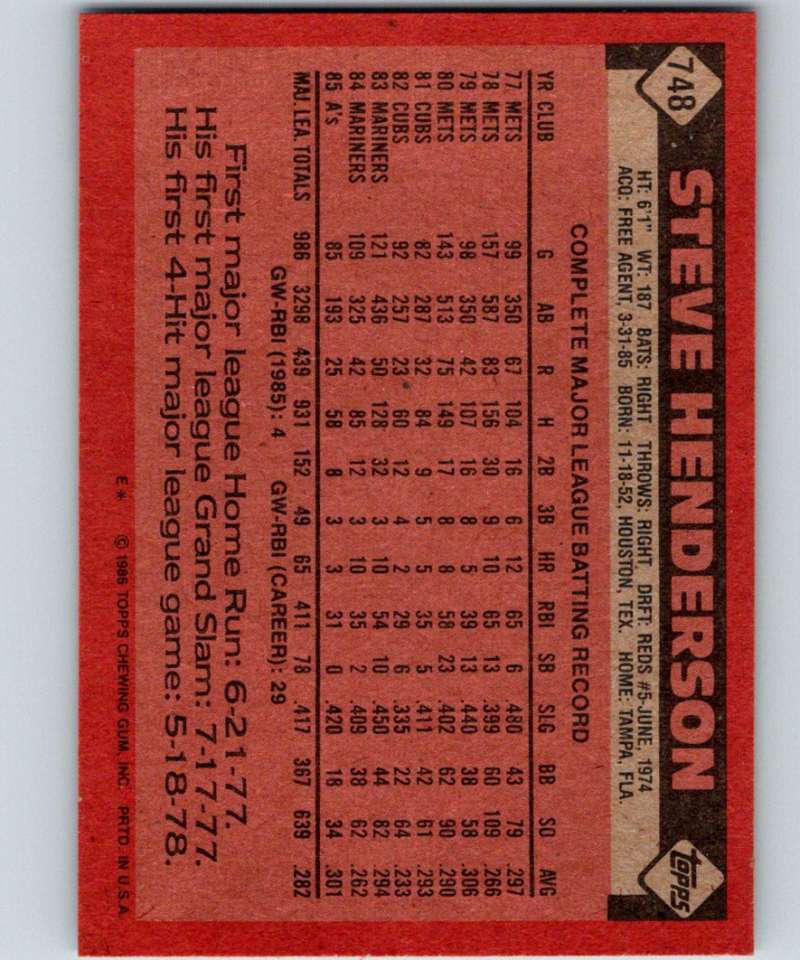 748 STEVE HENDERSON topps
HT: 6'1" WT: 187 BATS: RIGHT THROWS: RIGHT DRFT: REDS #5-JUNE, 1974
ACQ: FREE AGENT, 3-31-85 BORN: 11-18-52, HOUSTON, TEX. HOME: TAMPA, FLA.
COMPLETE MAJOR LEAGUE BATTING RECORD
YR CLUB G AB R H 2B 3B HR RBI SB SLG BB SO AVG
77 METS 99 350 67 104 16 6 12 65 6 .480 43 79 .297
78 METS 157 587 83 156 30 9 10 65 13 .399 60 109 .266
79 METS 98 350 42 107 16 8 5 39 13 .440 38 58 .306
80 METS 143 513 75 149 17 8 8 58 23 .402 62 90 .290
81 CUBS 82 287 32 84 9 5 5 35 5 .411 42 61 .293
82 CUBS 92 257 23 60 12 4 2 29 6 .335 22 64 .233
83 MARINERS 121 436 50 128 32 3 10 54 10 .450 44 82 .294
84 MARINERS 109 325 42 85 12 3 10 35 2 .409 38 62 .262
85 A's 85 193 25 58 8 3 3 31 0 .420 18 34 .301
MAJ. LEA. TOTALS 986 3298 439 931 152 49 65 411 78 .417 367 639 .282
GW-RBI (1985): 4 GW-RBI (CAREER): 29
First major league Home Run: 6-21-77.
His first major league Grand Slam: 7-17-77.
His first 4-Hit major league game: 5-18-78.
E* © 1986 TOPPS CHEWING GUM, INC. PRTD. IN U.S.A.